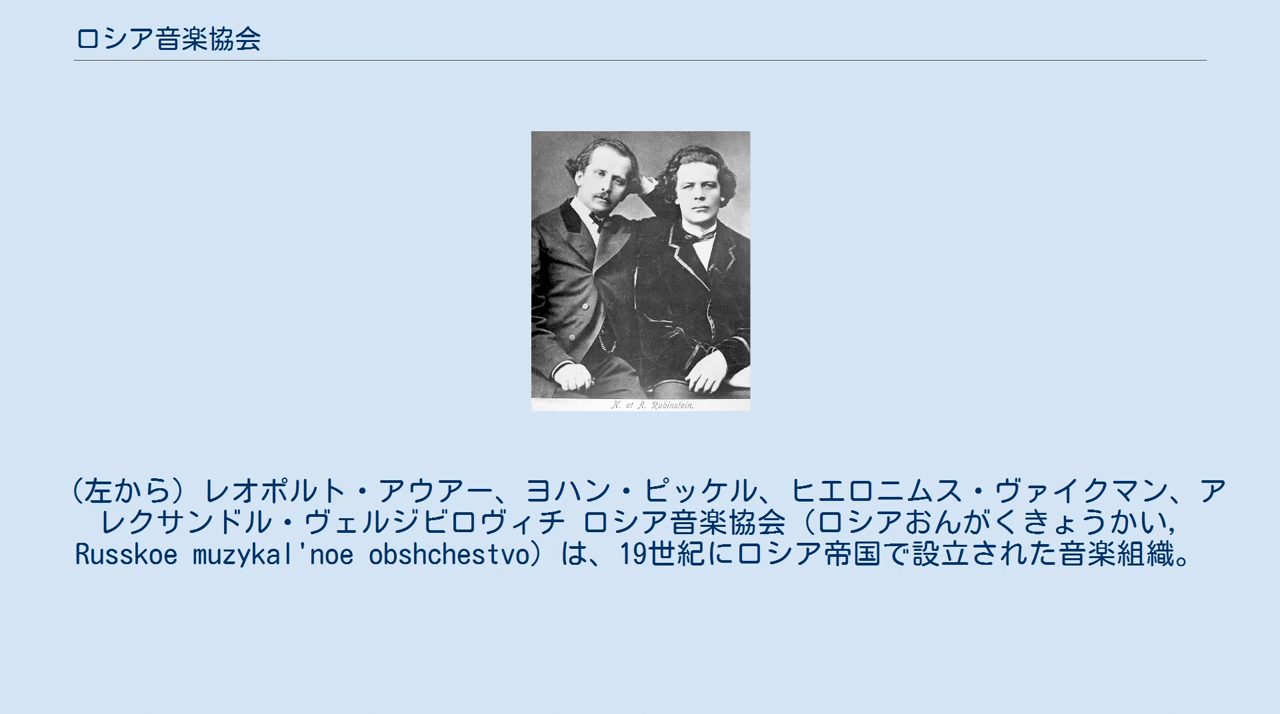 ロシア音楽協会
N. et A. Rubinstein.
(左から) レオポルト・アウアー、ヨハン・ピッケル、ヒエロニムス・ヴァイクマン、ア
レクサンドル・ヴェルジビロヴィチ ロシア音楽協会 (ロシアおんがくきょうかい,
Russkoe muzykal'noe obshchestvo) は、19世紀にロシア帝国で設立された音楽組織。